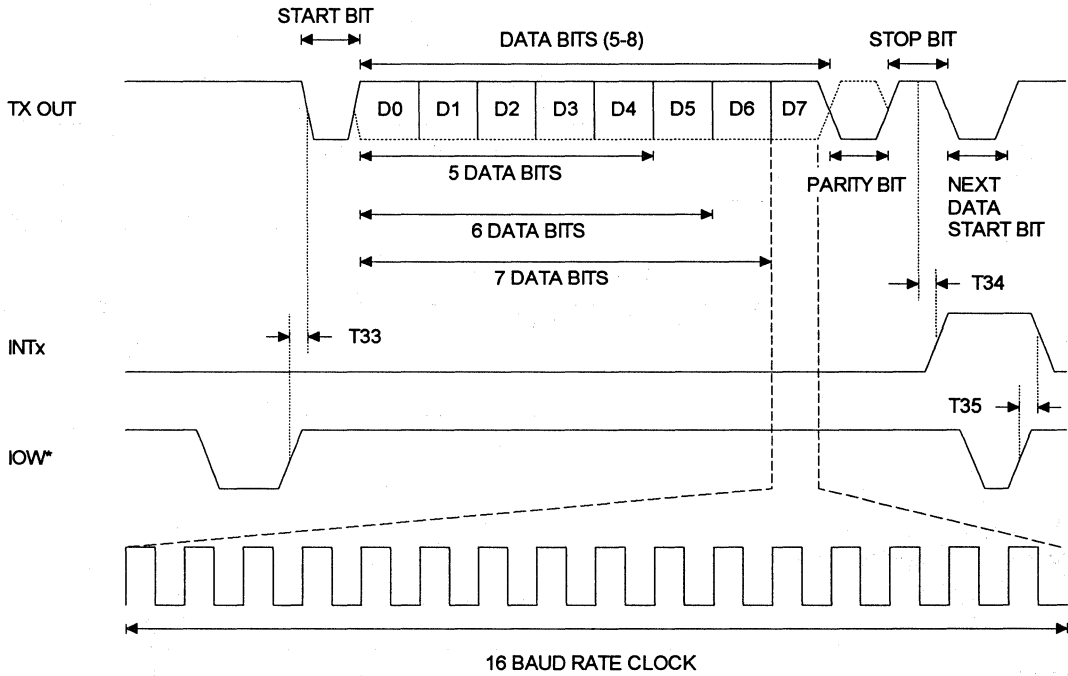 START BIT
DATA BITS (5-8)
STOP BIT
TX OUT
D0 D1 D2 D3 D4 D5 D6 D7
5 DATA BITS
PARITY BIT
NEXT
DATA
START BIT
6 DATA BITS
7 DATA BITS
T34
T33
INTx
T35
IOW*
16 BAUD RATE CLOCK